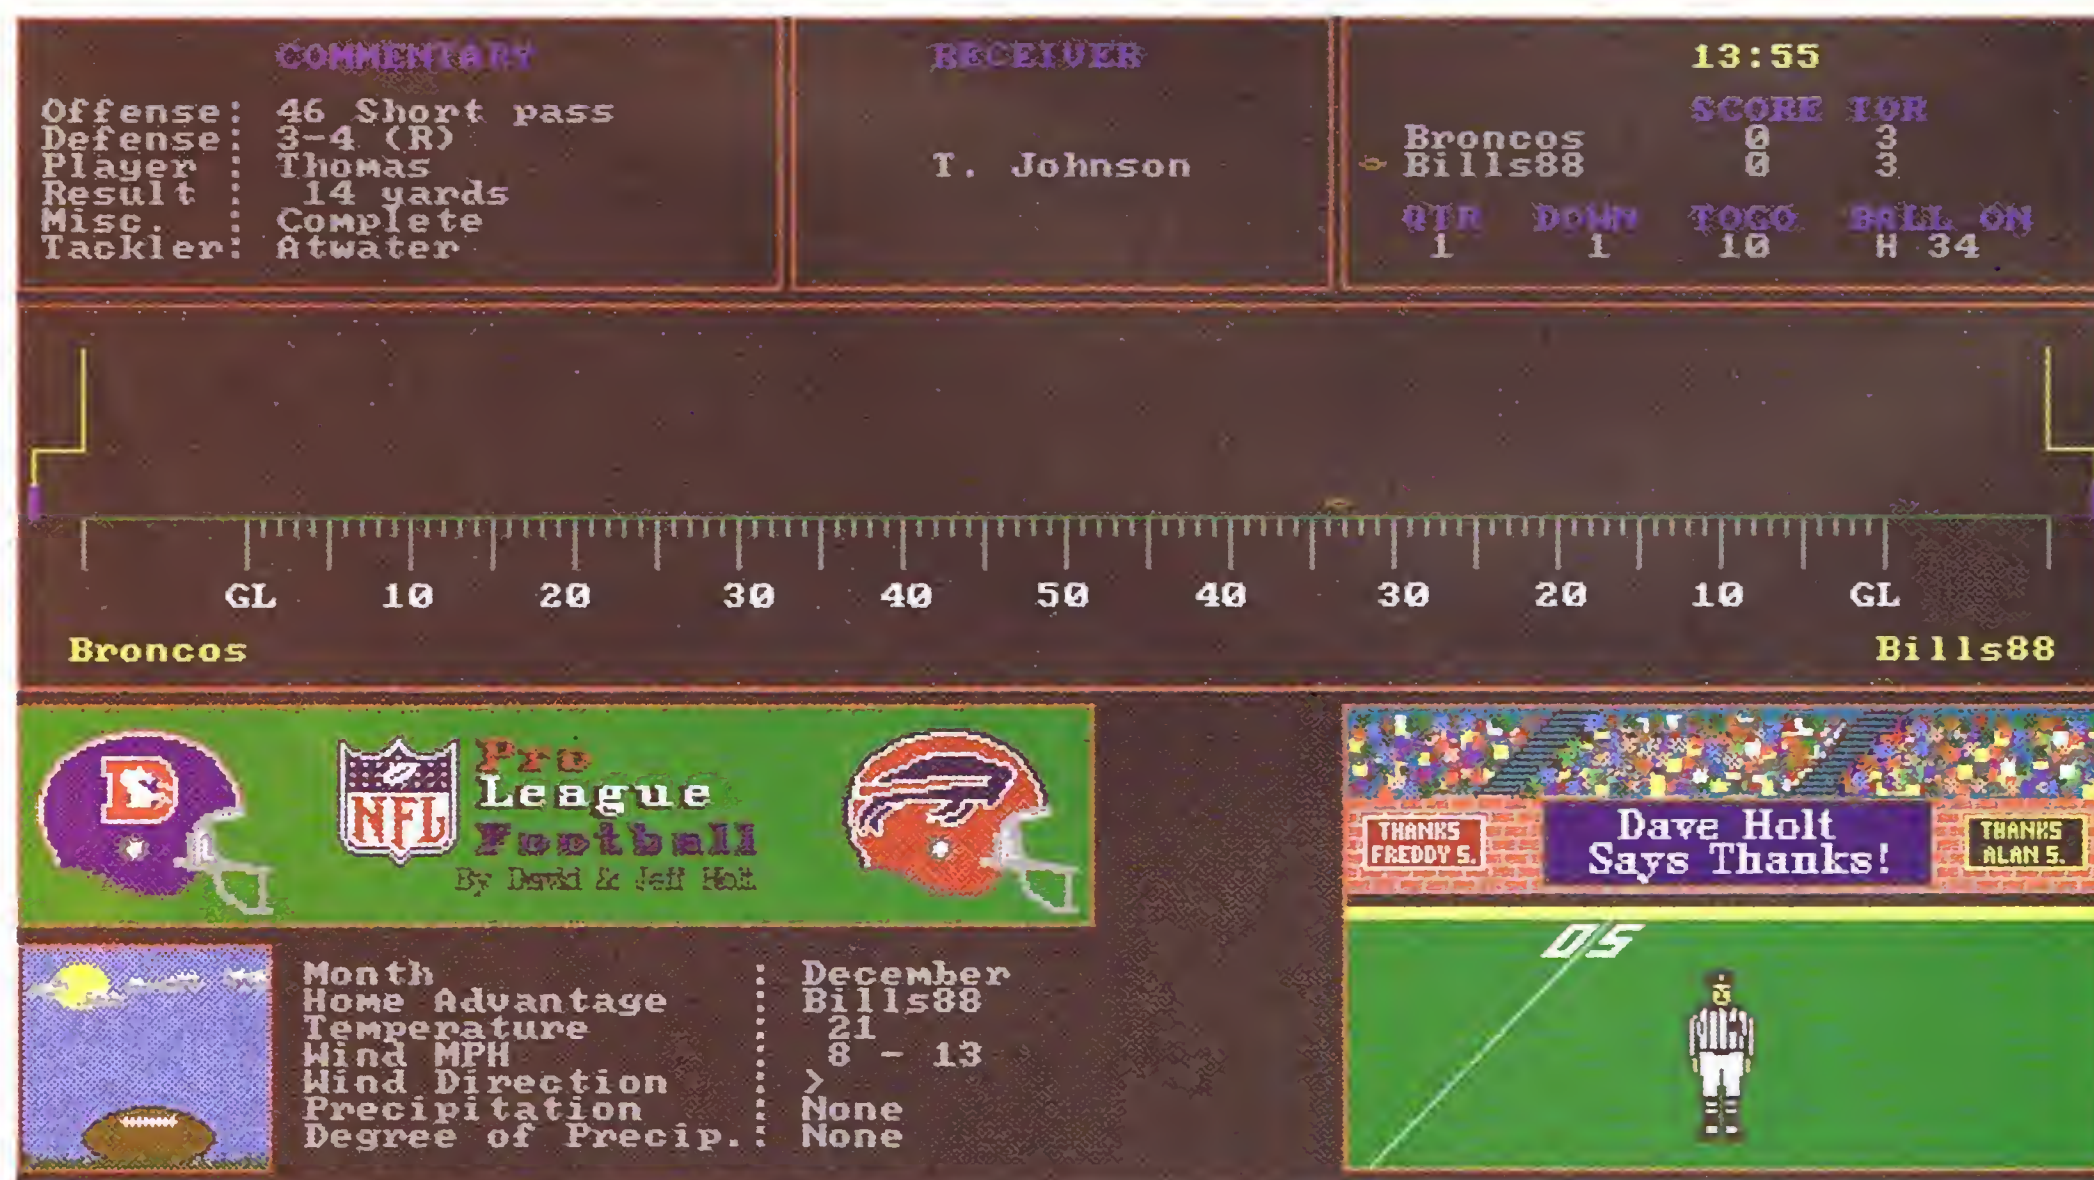 COMMENTARY
Offense: 46 Short pass
Defense: 3-4 (R)
Player : Thomas
Result : 14 yards
Misc. : Complete
Tackler: Atwater
RECEIVER
T. Johnson
13:55
SCORE TOR
Broncos 0 3
Bills88 0 3
QTR DOWN TOGO BALL ON
1 1 10 H 34
GL 10 20 30 40 50 40 30 20 10 GL
Broncos Bills88
D
NFL
Pro
League
Football
By David & Jeff Holt
THANKS
FREDDY S.
Dave Holt
Says Thanks!
THANKS
ALAN S.
05
Month : December
Home Advantage : Bills88
Temperature : 21
Wind MPH : 8 - 13
Wind Direction : >
Precipitation : None
Degree of Precip.: None